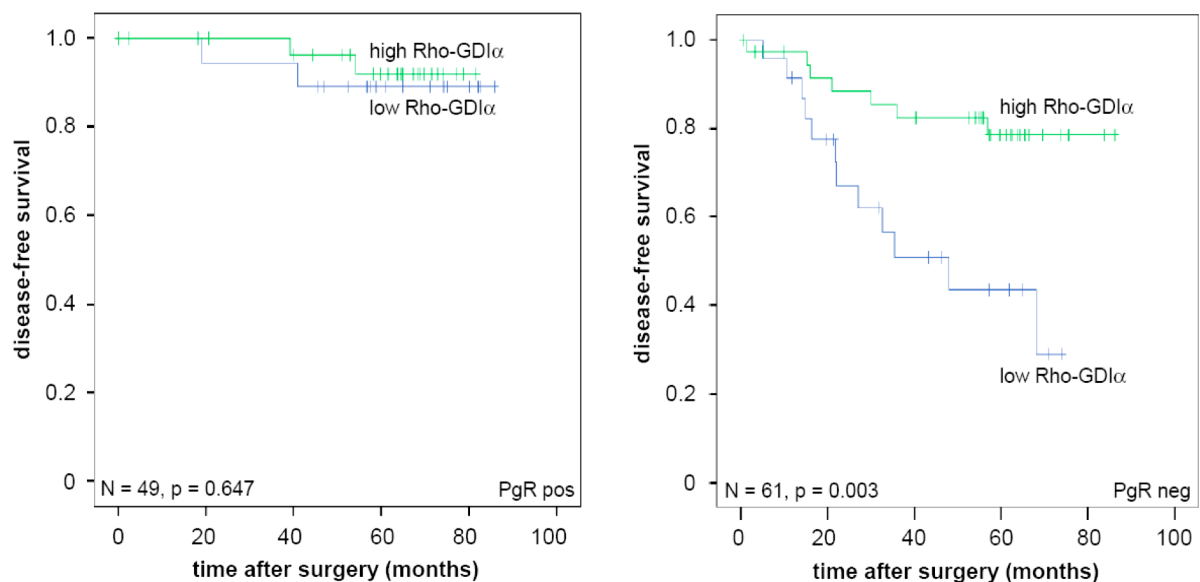 disease-free survival
1.0
0.8
0.6
0.4
0.2
0
high Rho-GDIα
low Rho-GDIα
N = 49, p = 0.647
PgR pos
0 20 40 60 80 100
time after surgery (months)
disease-free survival
1.0
0.8
0.6
0.4
0.2
0
high Rho-GDIα
low Rho-GDIα
N = 61, p = 0.003
PgR neg
0 20 40 60 80 100
time after surgery (months)